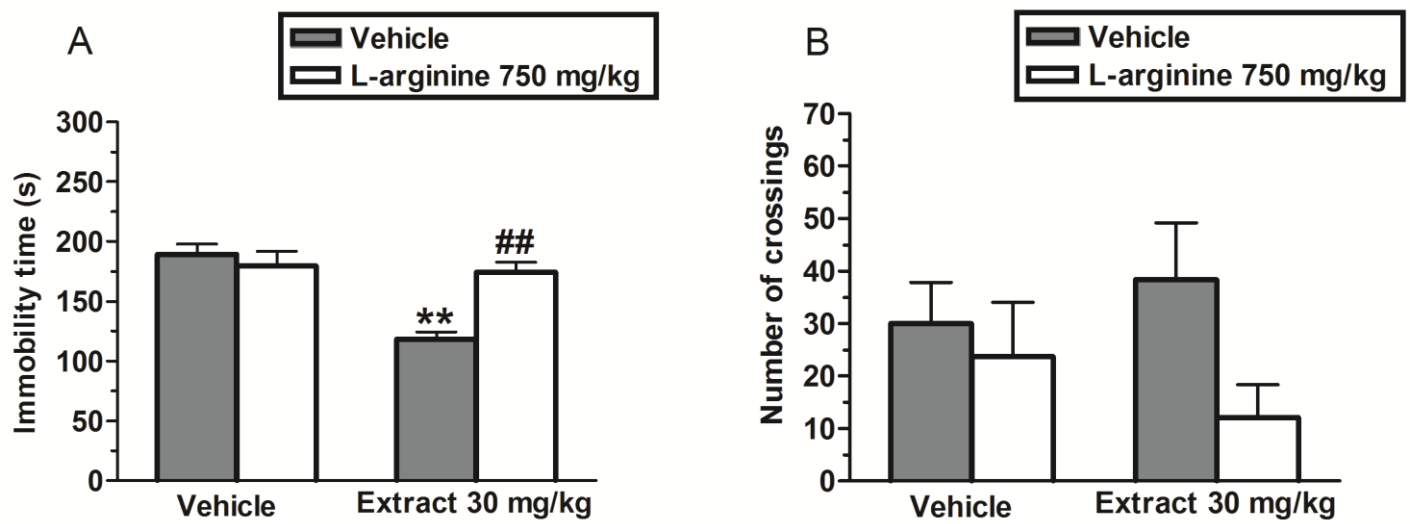 A
Vehicle
L-arginine 750 mg/kg
Immobility time (s)
300
250
200
150
100
50
0
**
##
Vehicle
Extract 30 mg/kg
B
Vehicle
L-arginine 750 mg/kg
Number of crossings
70
60
50
40
30
20
10
0
Vehicle
Extract 30 mg/kg